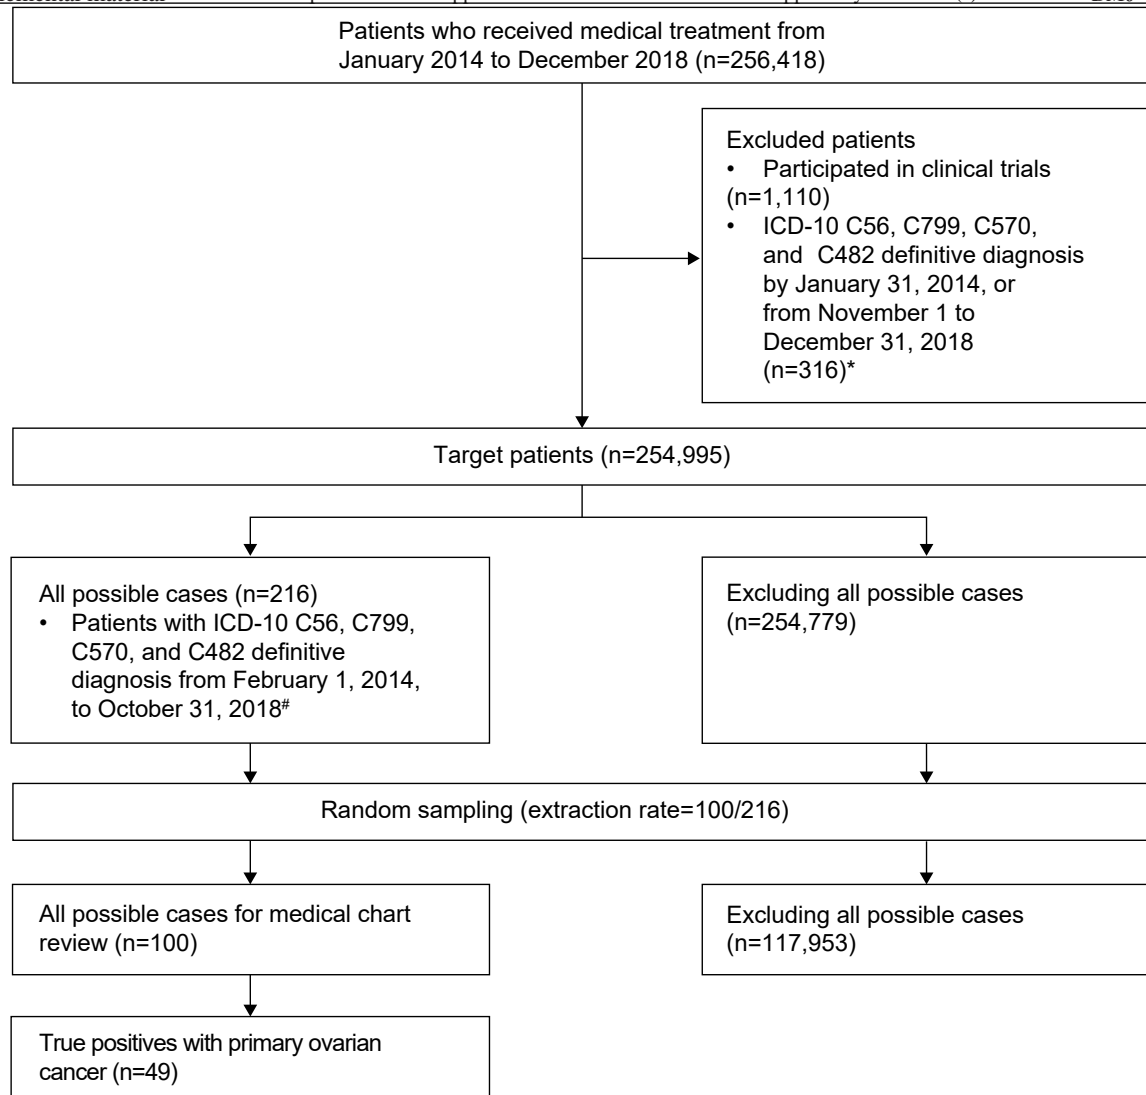 Patients who received medical treatment from
January 2014 to December 2018 (n=256,418)
Excluded patients
• Participated in clinical trials
(n=1,110)
• ICD-10 C56, C799, C570,
and C482 definitive diagnosis
by January 31, 2014, or
from November 1 to
December 31, 2018
(n=316)*
Target patients (n=254,995)
All possible cases (n=216)
• Patients with ICD-10 C56, C799,
C570, and C482 definitive
diagnosis from February 1, 2014,
to October 31, 2018#
Excluding all possible cases
(n=254,779)
Random sampling (extraction rate=100/216)
All possible cases for medical chart
review (n=100)
Excluding all possible cases
(n=117,953)
True positives with primary ovarian
cancer (n=49)